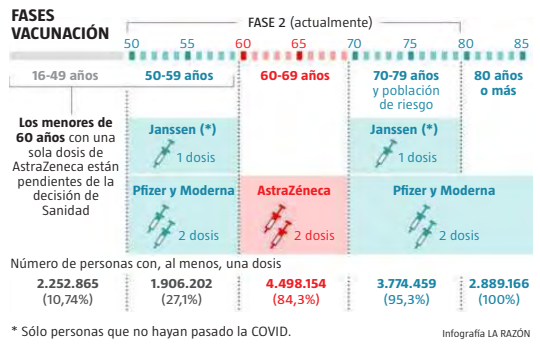 FASES
VACUNACIÓN
FASE 2 (actualmente)
50 55 60 65 70 75 80 85
16-49 años
50-59 años
60-69 años
70-79 años
y población
de riesgo
80 años
o más
Los menores de
60 años con una
sola dosis de
AstraZeneca están
pendientes de la
decisión de
Sanidad
Janssen (*)
1 dosis
Janssen (*)
1 dosis
Pfizer y Moderna
2 dosis
AstraZéneca
2 dosis
Pfizer y Moderna
2 dosis
Número de personas con, al menos, una dosis
2.252.865 1.906.202 4.498.154 3.774.459 2.889.166
(10,74%) (27,1%) (84,3%) (95,3%) (100%)
* Sólo personas que no hayan pasado la COVID.
Infografía LA RAZÓN